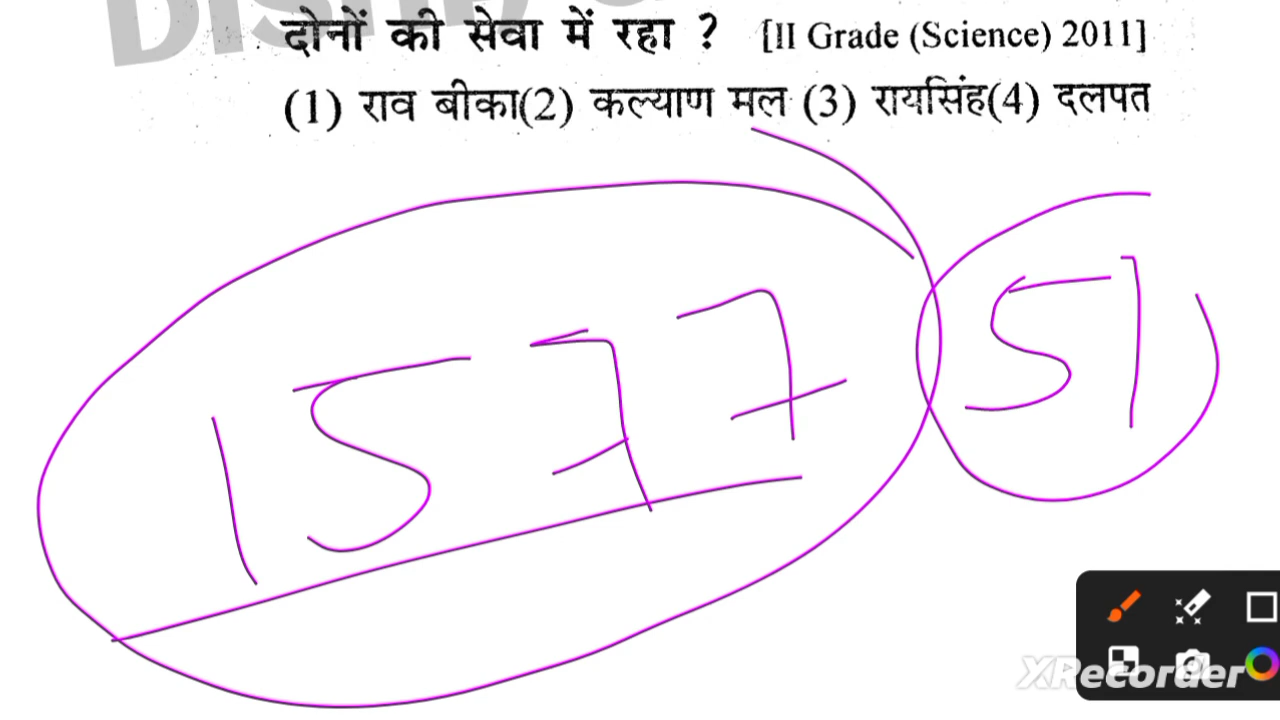 दोनों की सेवा में रहा ? [II Grade (Science) 2011]
(1) राव बीका(2) कल्याण मल (3) रायसिंह(4) दलपत
1577 51
XRecorder